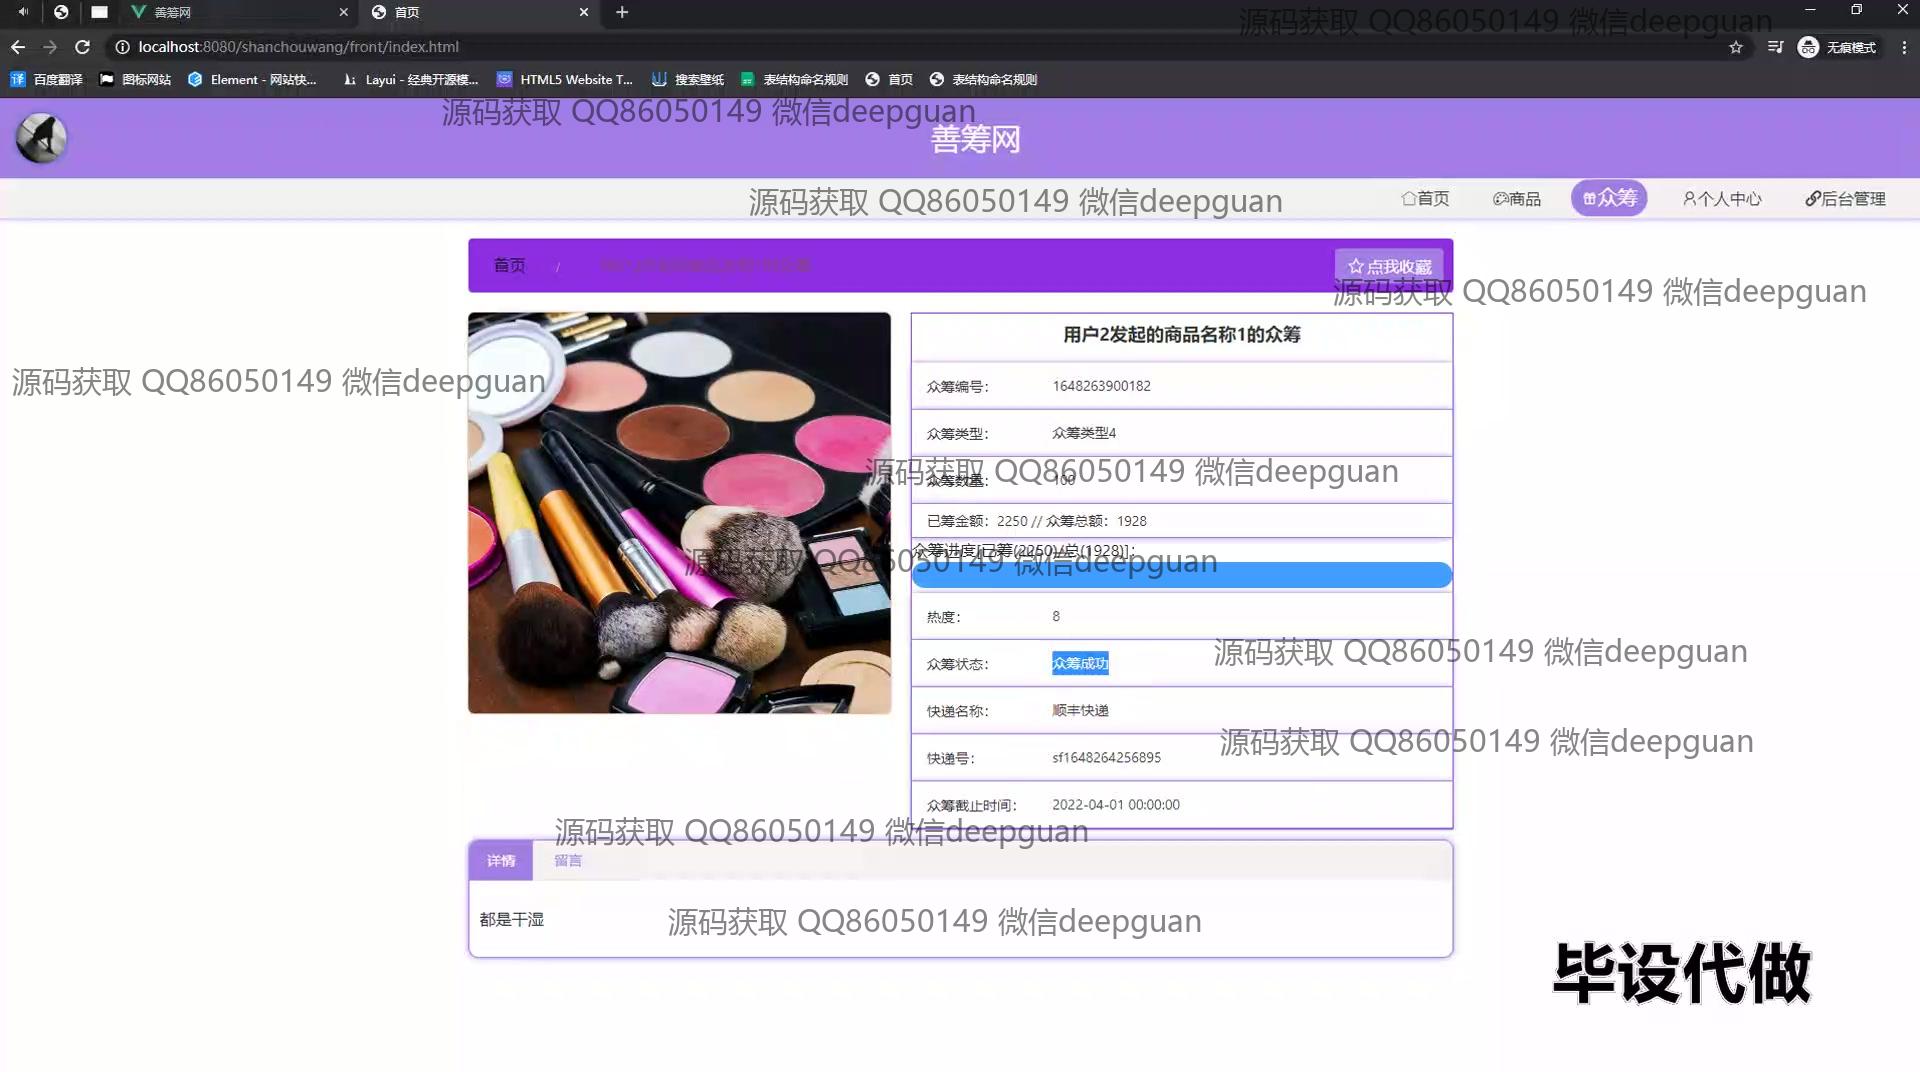 善筹网
首页
源码获取 QQ86050149 微信deepguan
localhost:8080/shanchouwang/front/index.html
无痕模式
百度翻译
图标网站
Element - 网站快...
Layui - 经典开源模...
HTML5 Website T...
搜索壁纸
表结构命名规则
首页
表结构命名规则
源码获取 QQ86050149 微信deepguan
善筹网
源码获取 QQ86050149 微信deepguan
首页
商品
众筹
个人中心
后台管理
首页 /
点我收藏
源码获取 QQ86050149 微信deepguan
用户2发起的商品名称1的众筹
源码获取 QQ86050149 微信deepguan
众筹编号: 1648263900182
众筹类型: 众筹类型4
源码获取 QQ86050149 微信deepguan
众筹数量: 100
已筹金额: 2250 // 众筹总额: 1928
众筹进度[已筹(2250)/总(1928)]:
源码获取 QQ86050149 微信deepguan
热度: 8
源码获取 QQ86050149 微信deepguan
众筹状态: 众筹成功
快递名称: 顺丰快递
源码获取 QQ86050149 微信deepguan
快递号: sf1648264256895
众筹截止时间: 2022-04-01 00:00:00
源码获取 QQ86050149 微信deepguan
详情 留言
都是干湿
源码获取 QQ86050149 微信deepguan
毕设代做